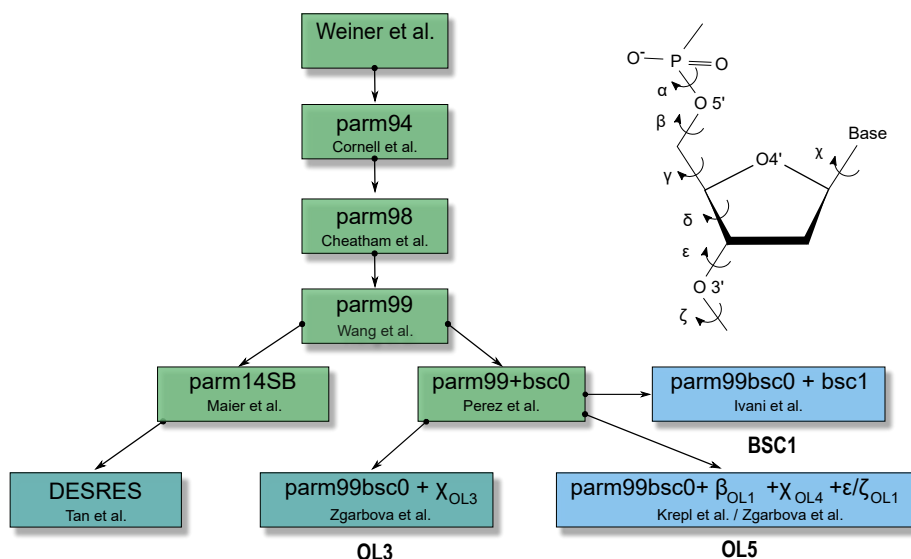 Weiner et al.
parm94
Cornell et al.
parm98
Cheatham et al.
parm99
Wang et al.
parm14SB
Maier et al.
parm99+bsc0
Perez et al.
parm99bsc0 + bsc1
Ivani et al.
BSC1
DESRES
Tan et al.
parm99bsc0 + χOL3
Zgarbova et al.
OL3
parm99bsc0+ βOL1 +χOL4 +ε/ζOL1
Krepl et al. / Zgarbova et al.
OL5
O- P O
α
O 5'
β
Base
O4'
χ
γ
δ
ε
O 3'
ζ